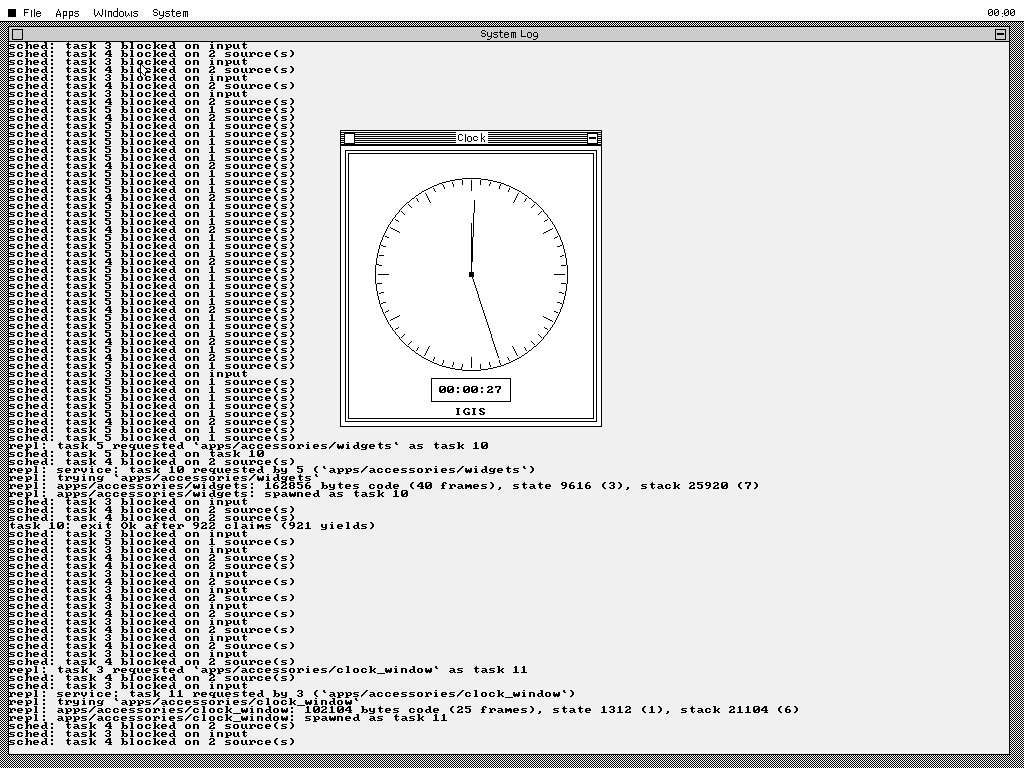 File Apps Windows System 00:00
System Log
sched: task 3 blocked on input
sched: task 4 blocked on 2 source(s)
sched: task 3 blocked on input
sched: task 4 blocked on 2 source(s)
sched: task 3 blocked on input
sched: task 4 blocked on 2 source(s)
sched: task 3 blocked on input
sched: task 4 blocked on 2 source(s)
sched: task 5 blocked on 1 source(s)
sched: task 4 blocked on 2 source(s)
sched: task 5 blocked on 1 source(s)
sched: task 5 blocked on 1 source(s)
sched: task 5 blocked on 1 source(s)
sched: task 5 blocked on 1 source(s)
sched: task 5 blocked on 1 source(s)
sched: task 4 blocked on 2 source(s)
sched: task 5 blocked on 1 source(s)
sched: task 5 blocked on 1 source(s)
sched: task 5 blocked on 1 source(s)
sched: task 4 blocked on 2 source(s)
sched: task 5 blocked on 1 source(s)
sched: task 5 blocked on 1 source(s)
sched: task 5 blocked on 1 source(s)
sched: task 4 blocked on 2 source(s)
sched: task 5 blocked on 1 source(s)
sched: task 5 blocked on 1 source(s)
sched: task 5 blocked on 1 source(s)
sched: task 4 blocked on 2 source(s)
sched: task 5 blocked on 1 source(s)
sched: task 5 blocked on 1 source(s)
sched: task 5 blocked on 1 source(s)
sched: task 5 blocked on 1 source(s)
sched: task 5 blocked on 1 source(s)
sched: task 4 blocked on 2 source(s)
sched: task 5 blocked on 1 source(s)
sched: task 5 blocked on 1 source(s)
sched: task 5 blocked on 1 source(s)
sched: task 4 blocked on 2 source(s)
sched: task 5 blocked on 1 source(s)
sched: task 4 blocked on 2 source(s)
sched: task 5 blocked on 1 source(s)
sched: task 3 blocked on input
sched: task 5 blocked on 1 source(s)
sched: task 5 blocked on 1 source(s)
sched: task 5 blocked on 1 source(s)
sched: task 5 blocked on 1 source(s)
sched: task 5 blocked on 1 source(s)
sched: task 4 blocked on 2 source(s)
sched: task 5 blocked on 1 source(s)
sched: task 5 blocked on 1 source(s)
repl: task 5 requested `apps/accessories/widgets` as task 10
sched: task 5 blocked on task 10
sched: task 4 blocked on 2 source(s)
repl: service: task 10 requested by 5 (`apps/accessories/widgets`)
repl: trying `apps/accessories/widgets`
repl: apps/accessories/widgets: 162856 bytes code (40 frames), state 9616 (3), stack 25920 (7)
repl: apps/accessories/widgets: spawned as task 10
sched: task 3 blocked on input
sched: task 4 blocked on 2 source(s)
sched: task 4 blocked on 2 source(s)
task 10: exit Ok after 922 claims (921 yields)
sched: task 3 blocked on input
sched: task 5 blocked on 1 source(s)
sched: task 3 blocked on input
sched: task 4 blocked on 2 source(s)
sched: task 4 blocked on 2 source(s)
sched: task 3 blocked on input
sched: task 4 blocked on 2 source(s)
sched: task 3 blocked on input
sched: task 4 blocked on 2 source(s)
sched: task 3 blocked on input
sched: task 4 blocked on 2 source(s)
sched: task 3 blocked on input
sched: task 4 blocked on 2 source(s)
sched: task 3 blocked on input
sched: task 4 blocked on 2 source(s)
sched: task 3 blocked on input
sched: task 4 blocked on 2 source(s)
repl: task 3 requested `apps/accessories/clock_window` as task 11
sched: task 4 blocked on 2 source(s)
sched: task 3 blocked on input
repl: service: task 11 requested by 3 (`apps/accessories/clock_window`)
repl: trying `apps/accessories/clock_window`
repl: apps/accessories/clock_window: 102104 bytes code (25 frames), state 1312 (1), stack 21104 (6)
repl: apps/accessories/clock_window: spawned as task 11
sched: task 4 blocked on 2 source(s)
sched: task 3 blocked on input
sched: task 4 blocked on 2 source(s)
Clock
00:00:27
IGIS